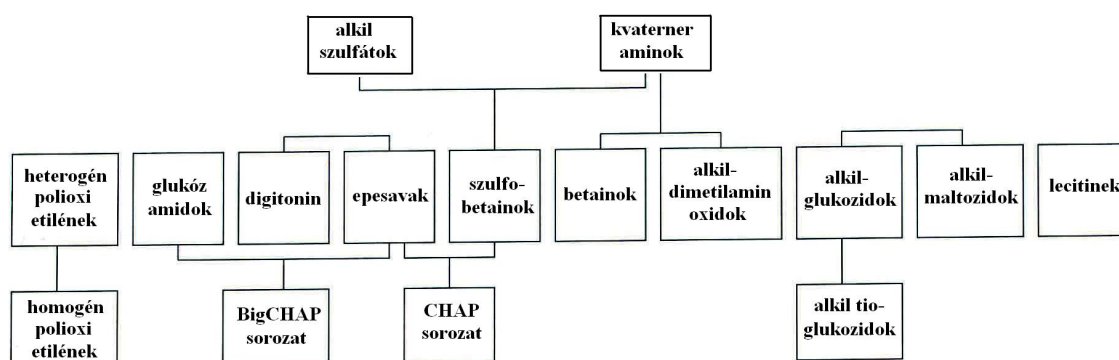 alkil
szulfátok
kvaterner
aminok
heterogén
polioxi
etilének
glukóz
amidok
digitonin
epesavak
szulfo-
betainok
betainok
alkil-
dimetilamin
oxidok
alkil-
glukozidok
alkil-
maltozidok
lecitinek
homogén
polioxi
etilének
BigCHAP
sorozat
CHAP
sorozat
alkil tio-
glukozidok